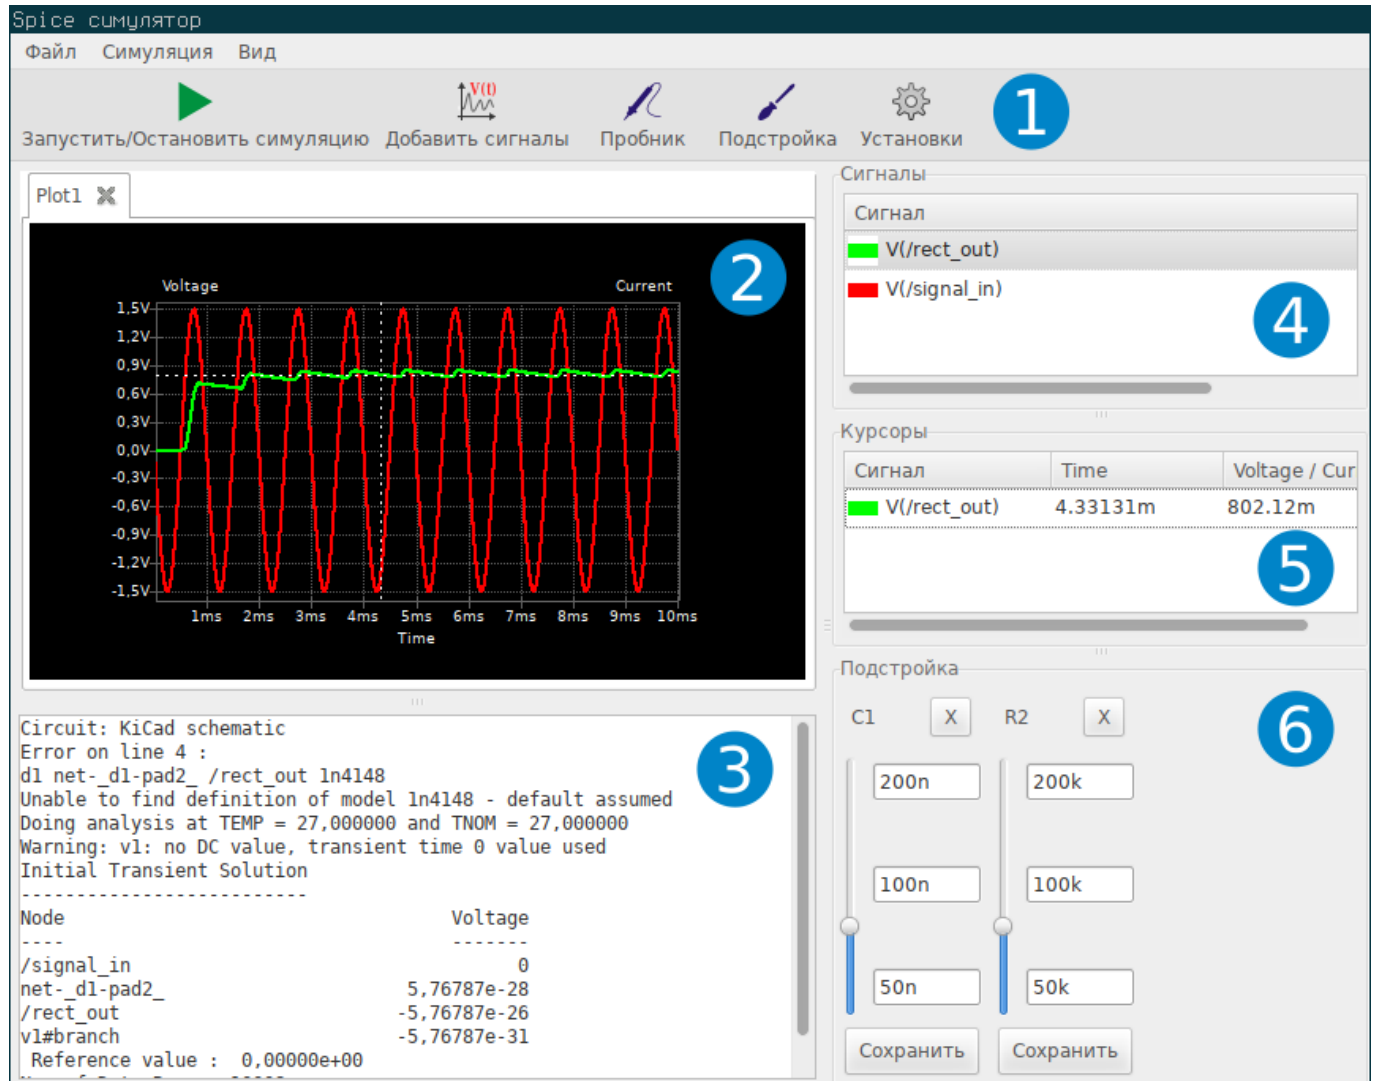 Spice симулятор
Файл Симуляция Вид
Запустить/Остановить симуляцию Добавить сигналы Пробник Подстройка Установки
V(t)
1
Plot1
2
Voltage Current
1,5V
1,2V
0,9V
0,6V
0,3V
0,0V
-0,3V
-0,6V
-0,9V
-1,2V
-1,5V
1ms 2ms 3ms 4ms 5ms 6ms 7ms 8ms 9ms 10ms
Time
Circuit: KiCad schematic
Error on line 4 :
d1 net-_d1-pad2_ /rect_out 1n4148
Unable to find definition of model 1n4148 - default assumed
Doing analysis at TEMP = 27,000000 and TNOM = 27,000000
Warning: v1: no DC value, transient time 0 value used
Initial Transient Solution
--------------------------
Node Voltage
---- -------
/signal_in 0
net-_d1-pad2_ 5,76787e-28
/rect_out -5,76787e-26
v1#branch -5,76787e-31
Reference value : 0,00000e+00
3
Сигналы
Сигнал
V(/rect_out)
V(/signal_in)
4
Курсоры
Сигнал Time Voltage / Cur
V(/rect_out) 4.33131m 802.12m
5
Подстройка
C1 X R2 X
6
200n 200k
100n 100k
50n 50k
Сохранить Сохранить